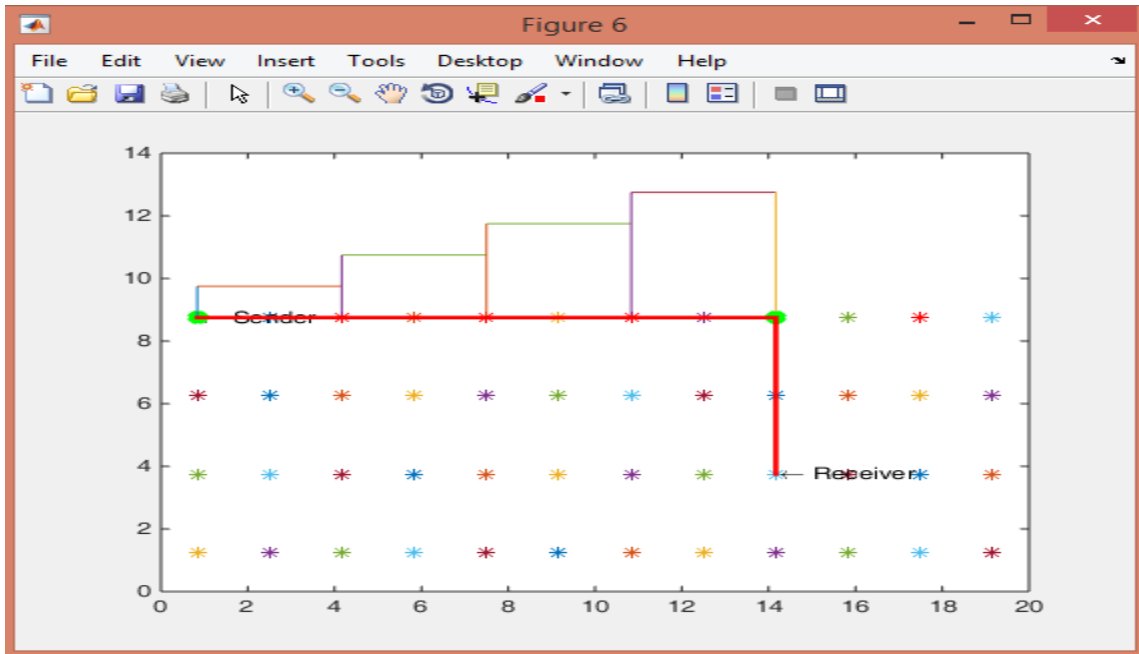 Figure 6
File Edit View Insert Tools Desktop Window Help
14
12
10
8
6
4
2
0
Sender
← Receiver
0 2 4 6 8 10 12 14 16 18 20